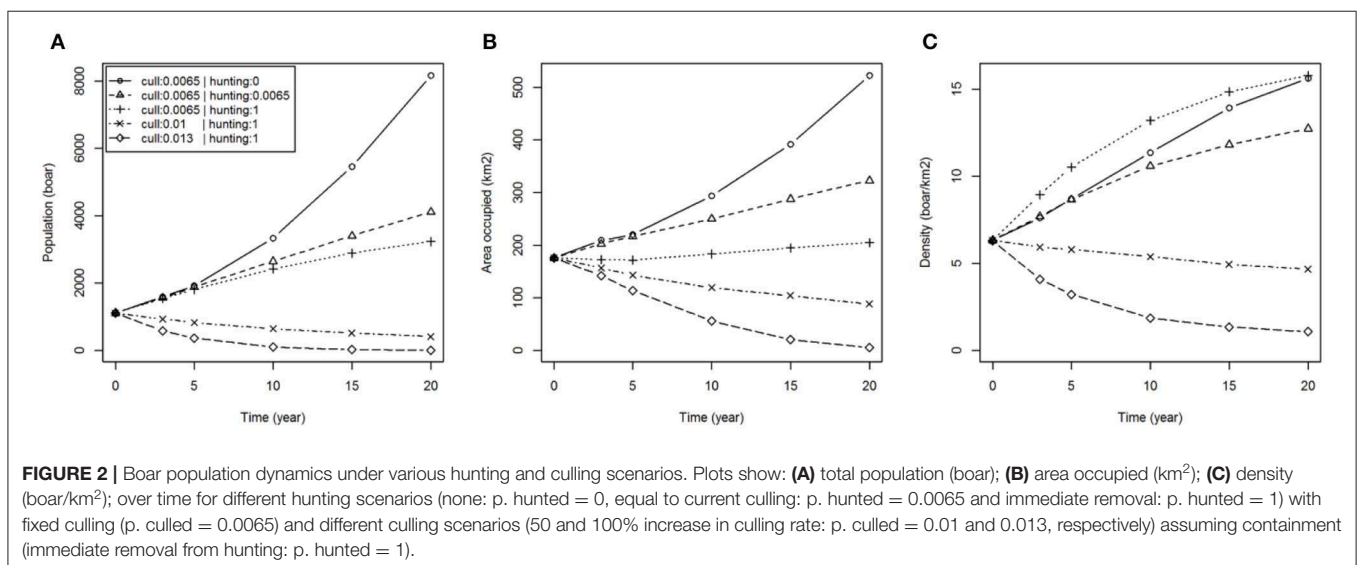 A
B
C
cull:0.0065 | hunting:0
cull:0.0065 | hunting:0.0065
cull:0.0065 | hunting:1
cull:0.01 | hunting:1
cull:0.013 | hunting:1
Population (boar)
0
2000
4000
6000
8000
0
5
10
15
20
Time (year)
Area occupied (km2)
0
100
200
300
400
500
0
5
10
15
20
Time (year)
Density (boar/km2)
0
5
10
15
0
5
10
15
20
Time (year)
FIGURE 2 | Boar population dynamics under various hunting and culling scenarios. Plots show: (A) total population (boar); (B) area occupied (km²); (C) density
(boar/km²); over time for different hunting scenarios (none: p. hunted = 0, equal to current culling: p. hunted = 0.0065 and immediate removal: p. hunted = 1) with
fixed culling (p. culled = 0.0065) and different culling scenarios (50 and 100% increase in culling rate: p. culled = 0.01 and 0.013, respectively) assuming containment
(immediate removal from hunting: p. hunted = 1).